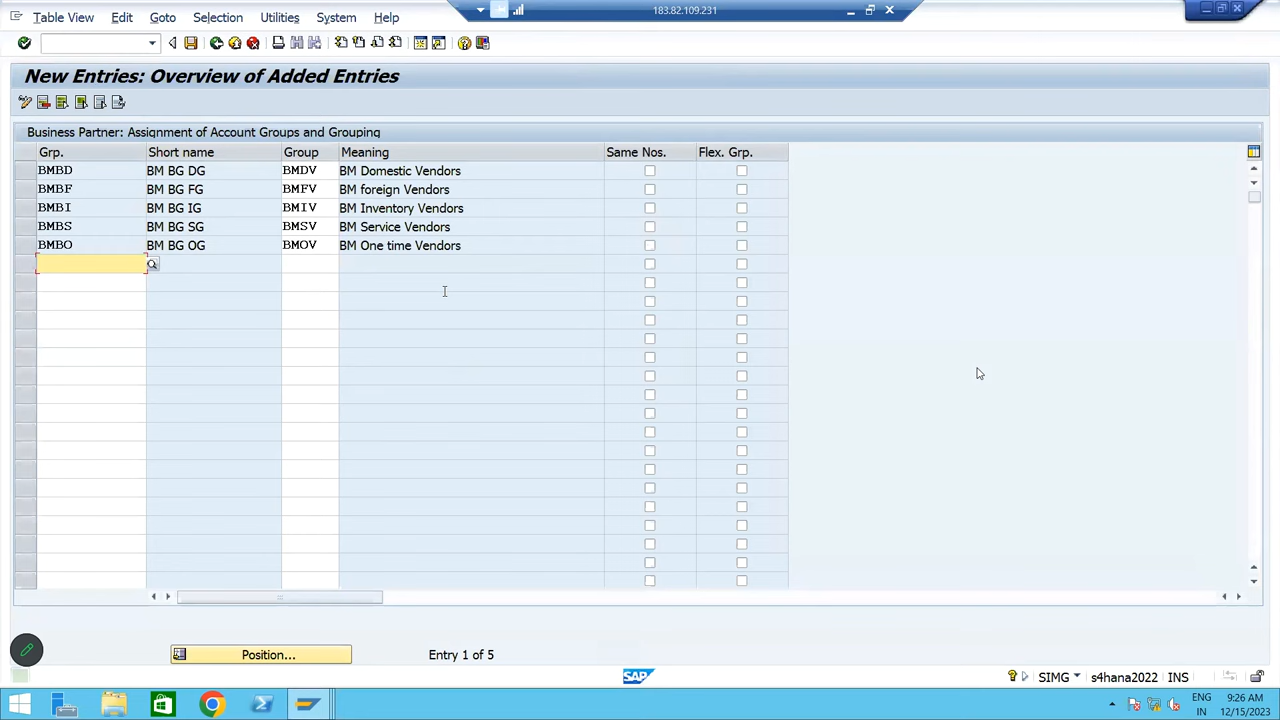 Table View Edit Goto Selection Utilities System Help
183.82.109.231
New Entries: Overview of Added Entries
Business Partner: Assignment of Account Groups and Grouping
Grp. Short name Group Meaning Same Nos. Flex. Grp.
BMBD BM BG DG BMDV BM Domestic Vendors
BMBF BM BG FG BMFV BM foreign Vendors
BMBI BM BG IG BMIV BM Inventory Vendors
BMBS BM BG SG BMSV BM Service Vendors
BMBO BM BG OG BMOV BM One time Vendors
Position... Entry 1 of 5
SAP SIMG s4hana2022 INS
ENG 9:26 AM
IN 12/15/2023